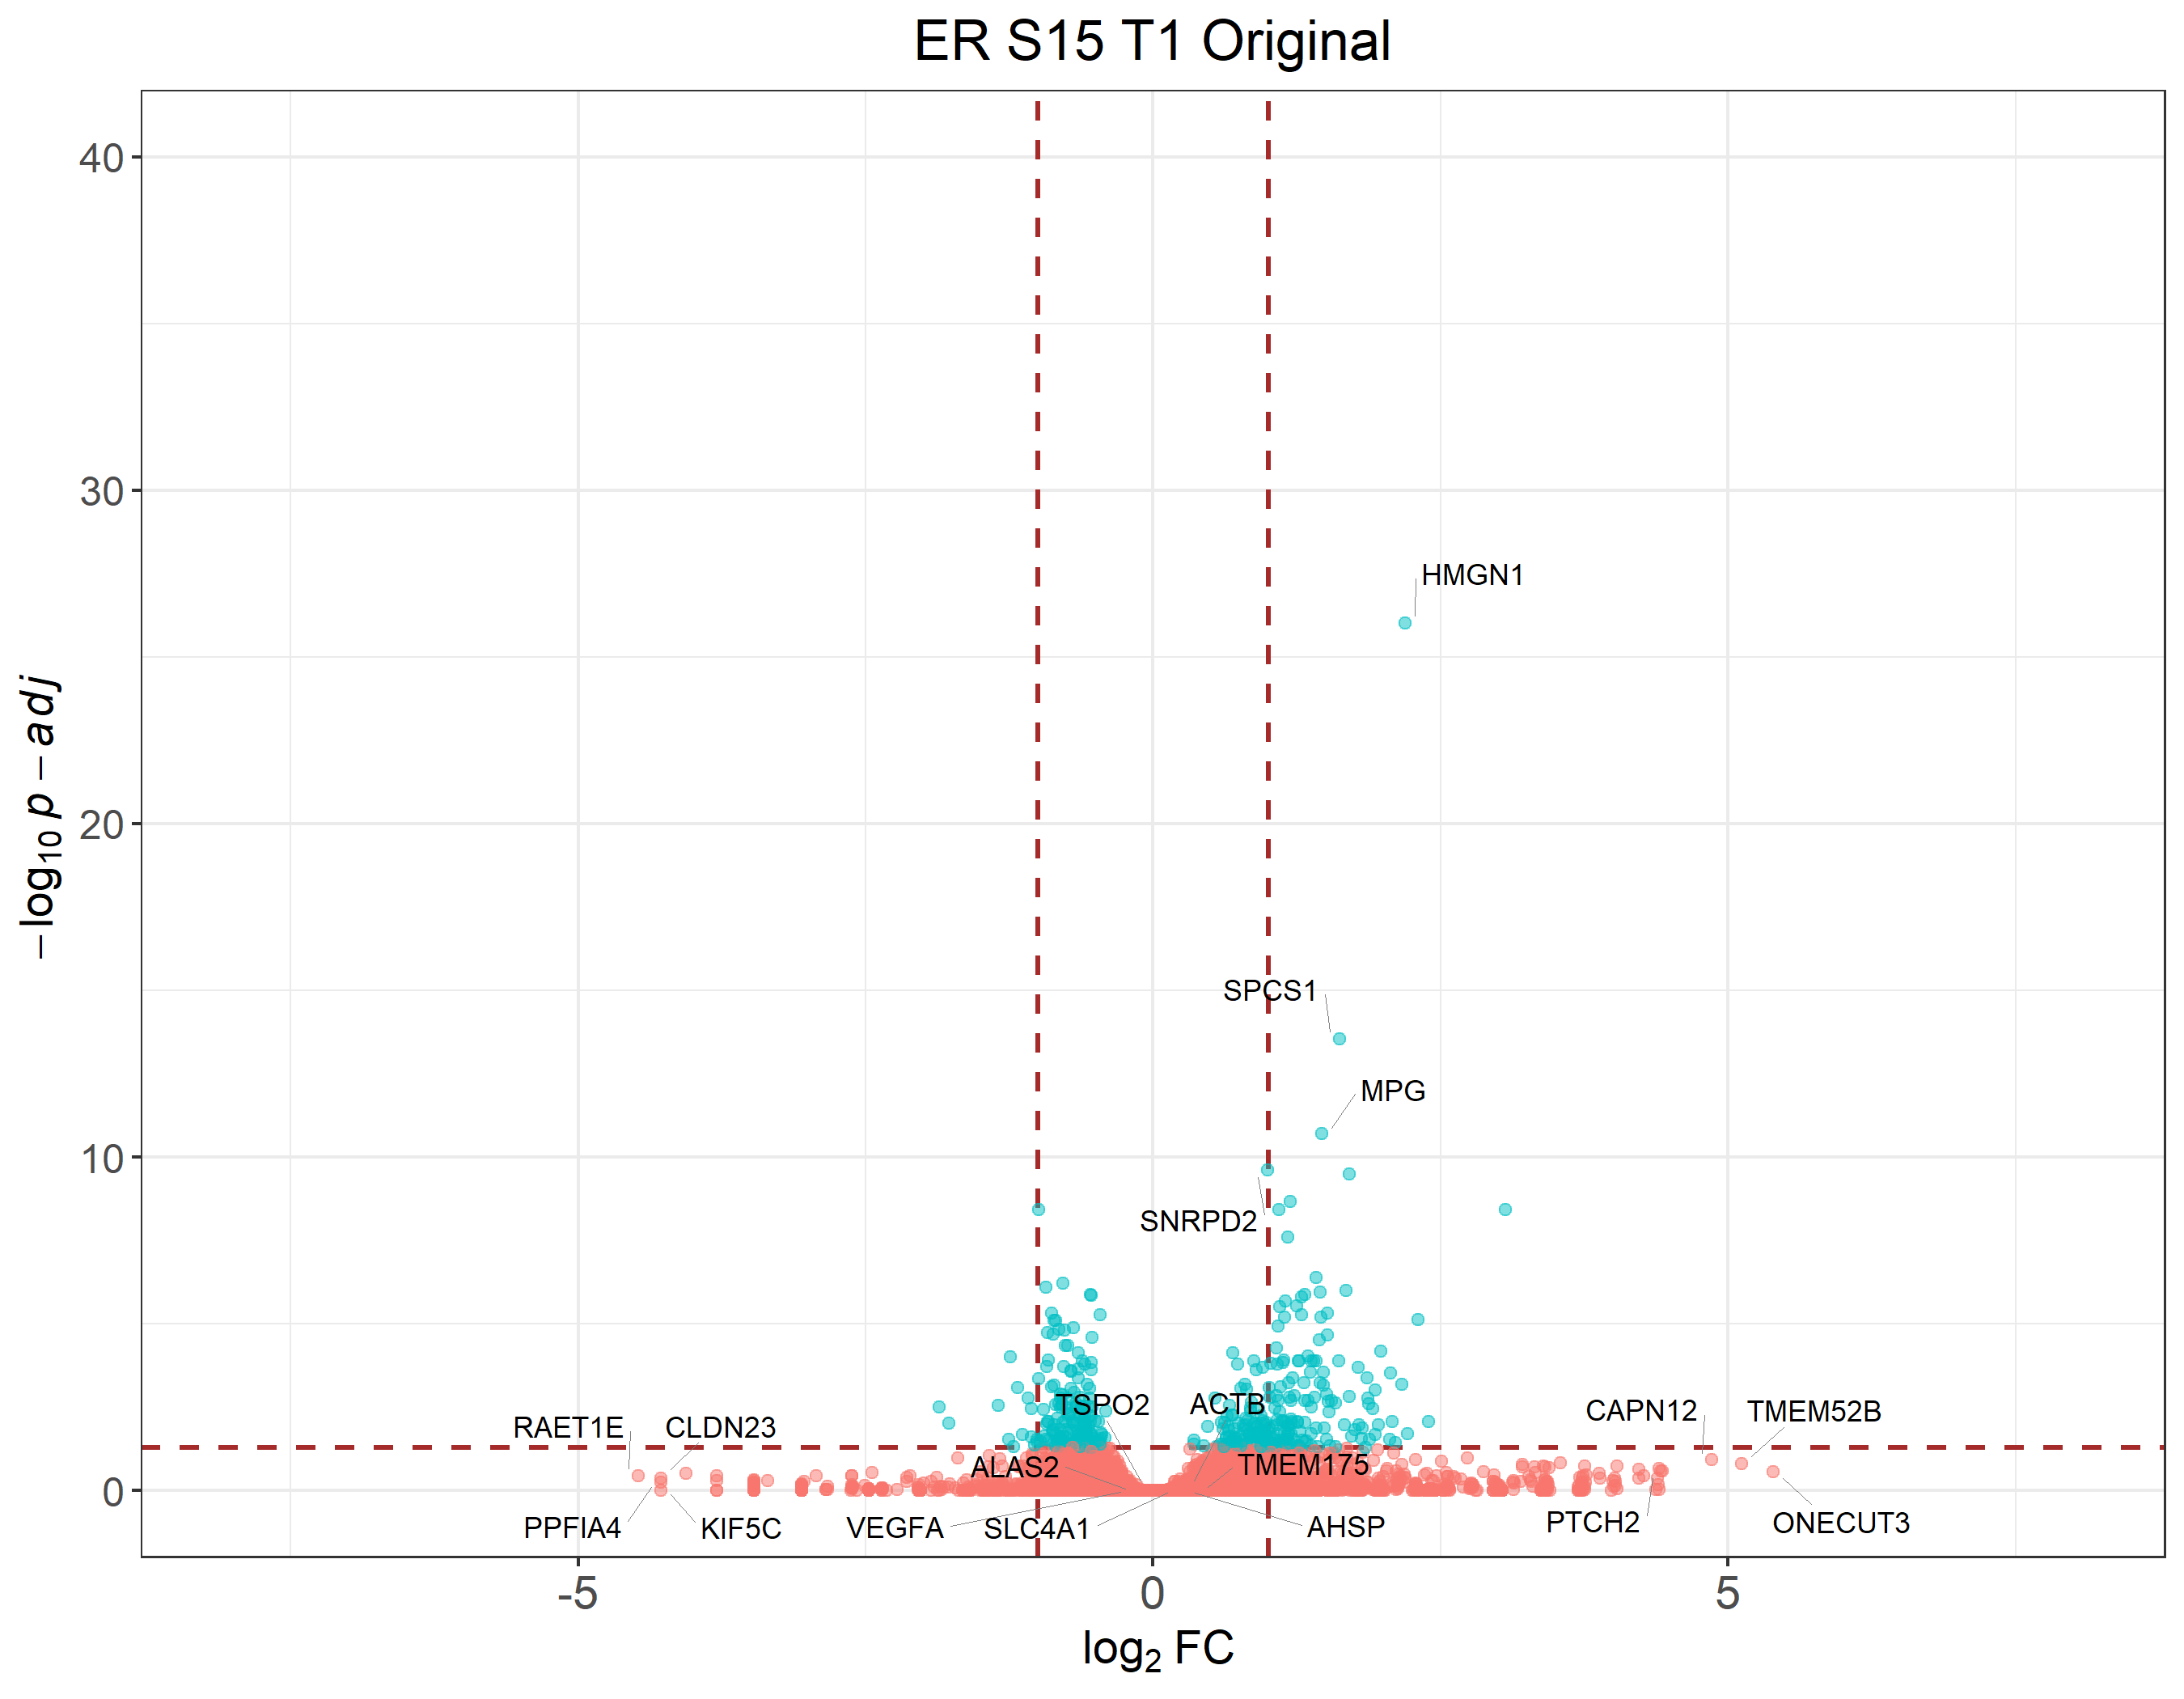 ER S15 T1 Original
40
30
20
10
0
−log10 p − adj
HMGN1
SPCS1
MPG
SNRPD2
TSPO2
ACTB
CAPN12
TMEM52B
RAET1E
CLDN23
ALAS2
TMEM175
PPFIA4
KIF5C
VEGFA
SLC4A1
AHSP
PTCH2
ONECUT3
-5
0
5
log2 FC